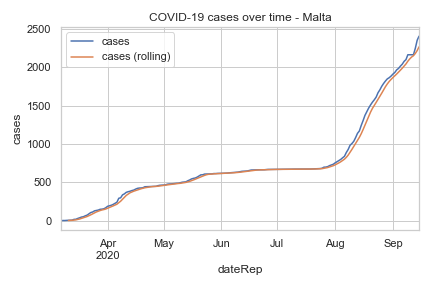 COVID-19 cases over time - Malta
cases
cases (rolling)
2500
2000
1500
1000
500
0
cases
Apr
2020
May
Jun
Jul
Aug
Sep
dateRep